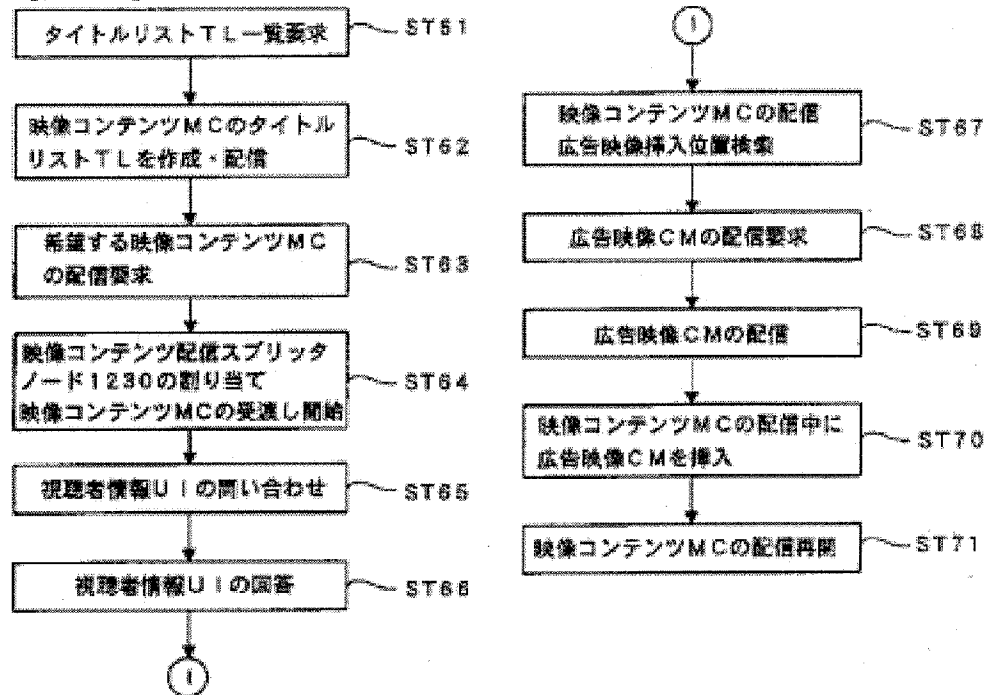 タイトルリストTL一覧要求
ST61
映像コンテンツMCのタイトル
リストTLを作成・配信
ST62
希望する映像コンテンツMC
の配信要求
ST63
映像コンテンツ配信スプリッタ
ノード1230の割り当て
映像コンテンツMCの受渡し開始
ST64
視聴者情報UIの問い合わせ
ST65
視聴者情報UIの回答
ST66
1
1
映像コンテンツMCの配信
広告映像挿入位置検索
ST67
広告映像CMの配信要求
ST68
広告映像CMの配信
ST69
映像コンテンツMCの配信中に
広告映像CMを挿入
ST70
映像コンテンツMCの配信再開
ST71